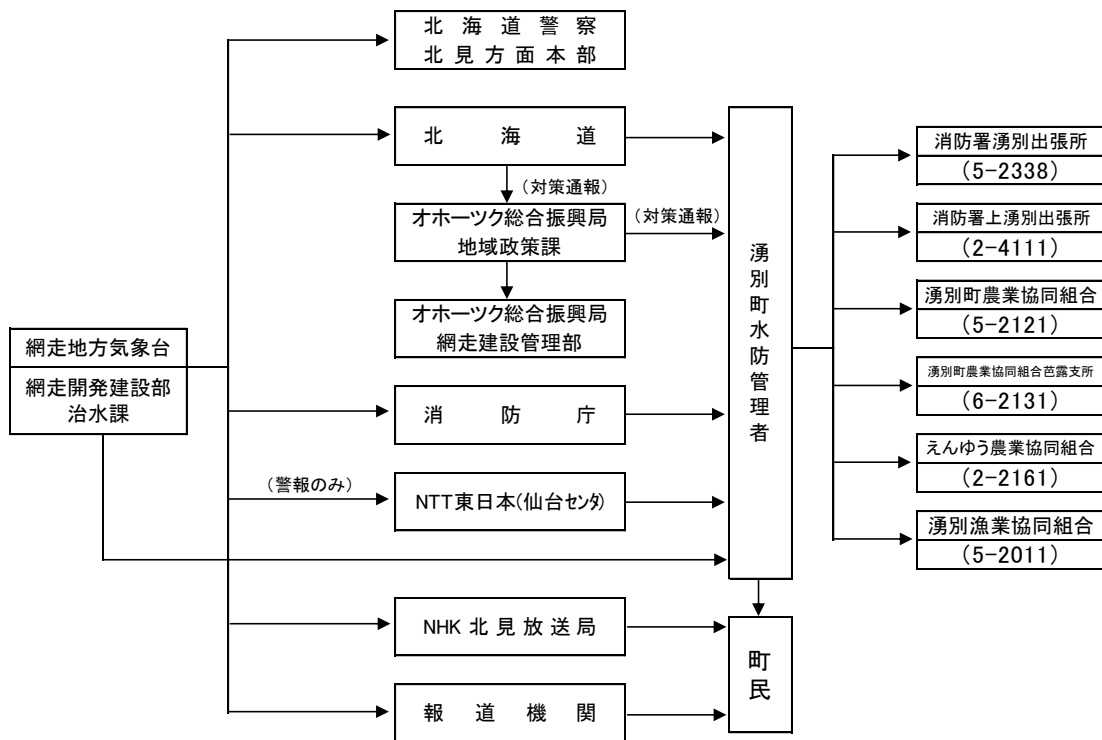 北海道警察
北見方面本部
北海道
(対策通報)
オホーツク総合振興局
地域政策課
(対策通報)
オホーツク総合振興局
網走建設管理部
網走地方気象台
網走開発建設部
治水課
消防庁
(警報のみ)
NTT東日本(仙台センタ)
NHK 北見放送局
報道機関
湧別町水防管理者
町民
消防署湧別出張所
(5-2338)
消防署上湧別出張所
(2-4111)
湧別町農業協同組合
(5-2121)
湧別町農業協同組合芭露支所
(6-2131)
えんゆう農業協同組合
(2-2161)
湧別漁業協同組合
(5-2011)